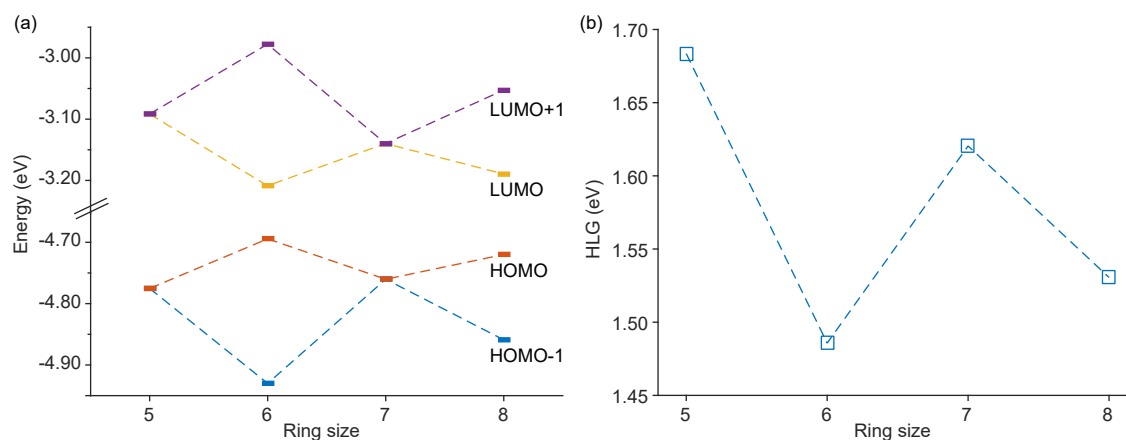 (a)
Energy (eV)
-3.00
-3.10
-3.20
-4.70
-4.80
-4.90
LUMO+1
LUMO
HOMO
HOMO-1
5 6 7 8
Ring size
(b)
HLG (eV)
1.70
1.65
1.60
1.55
1.50
1.45
5 6 7 8
Ring size